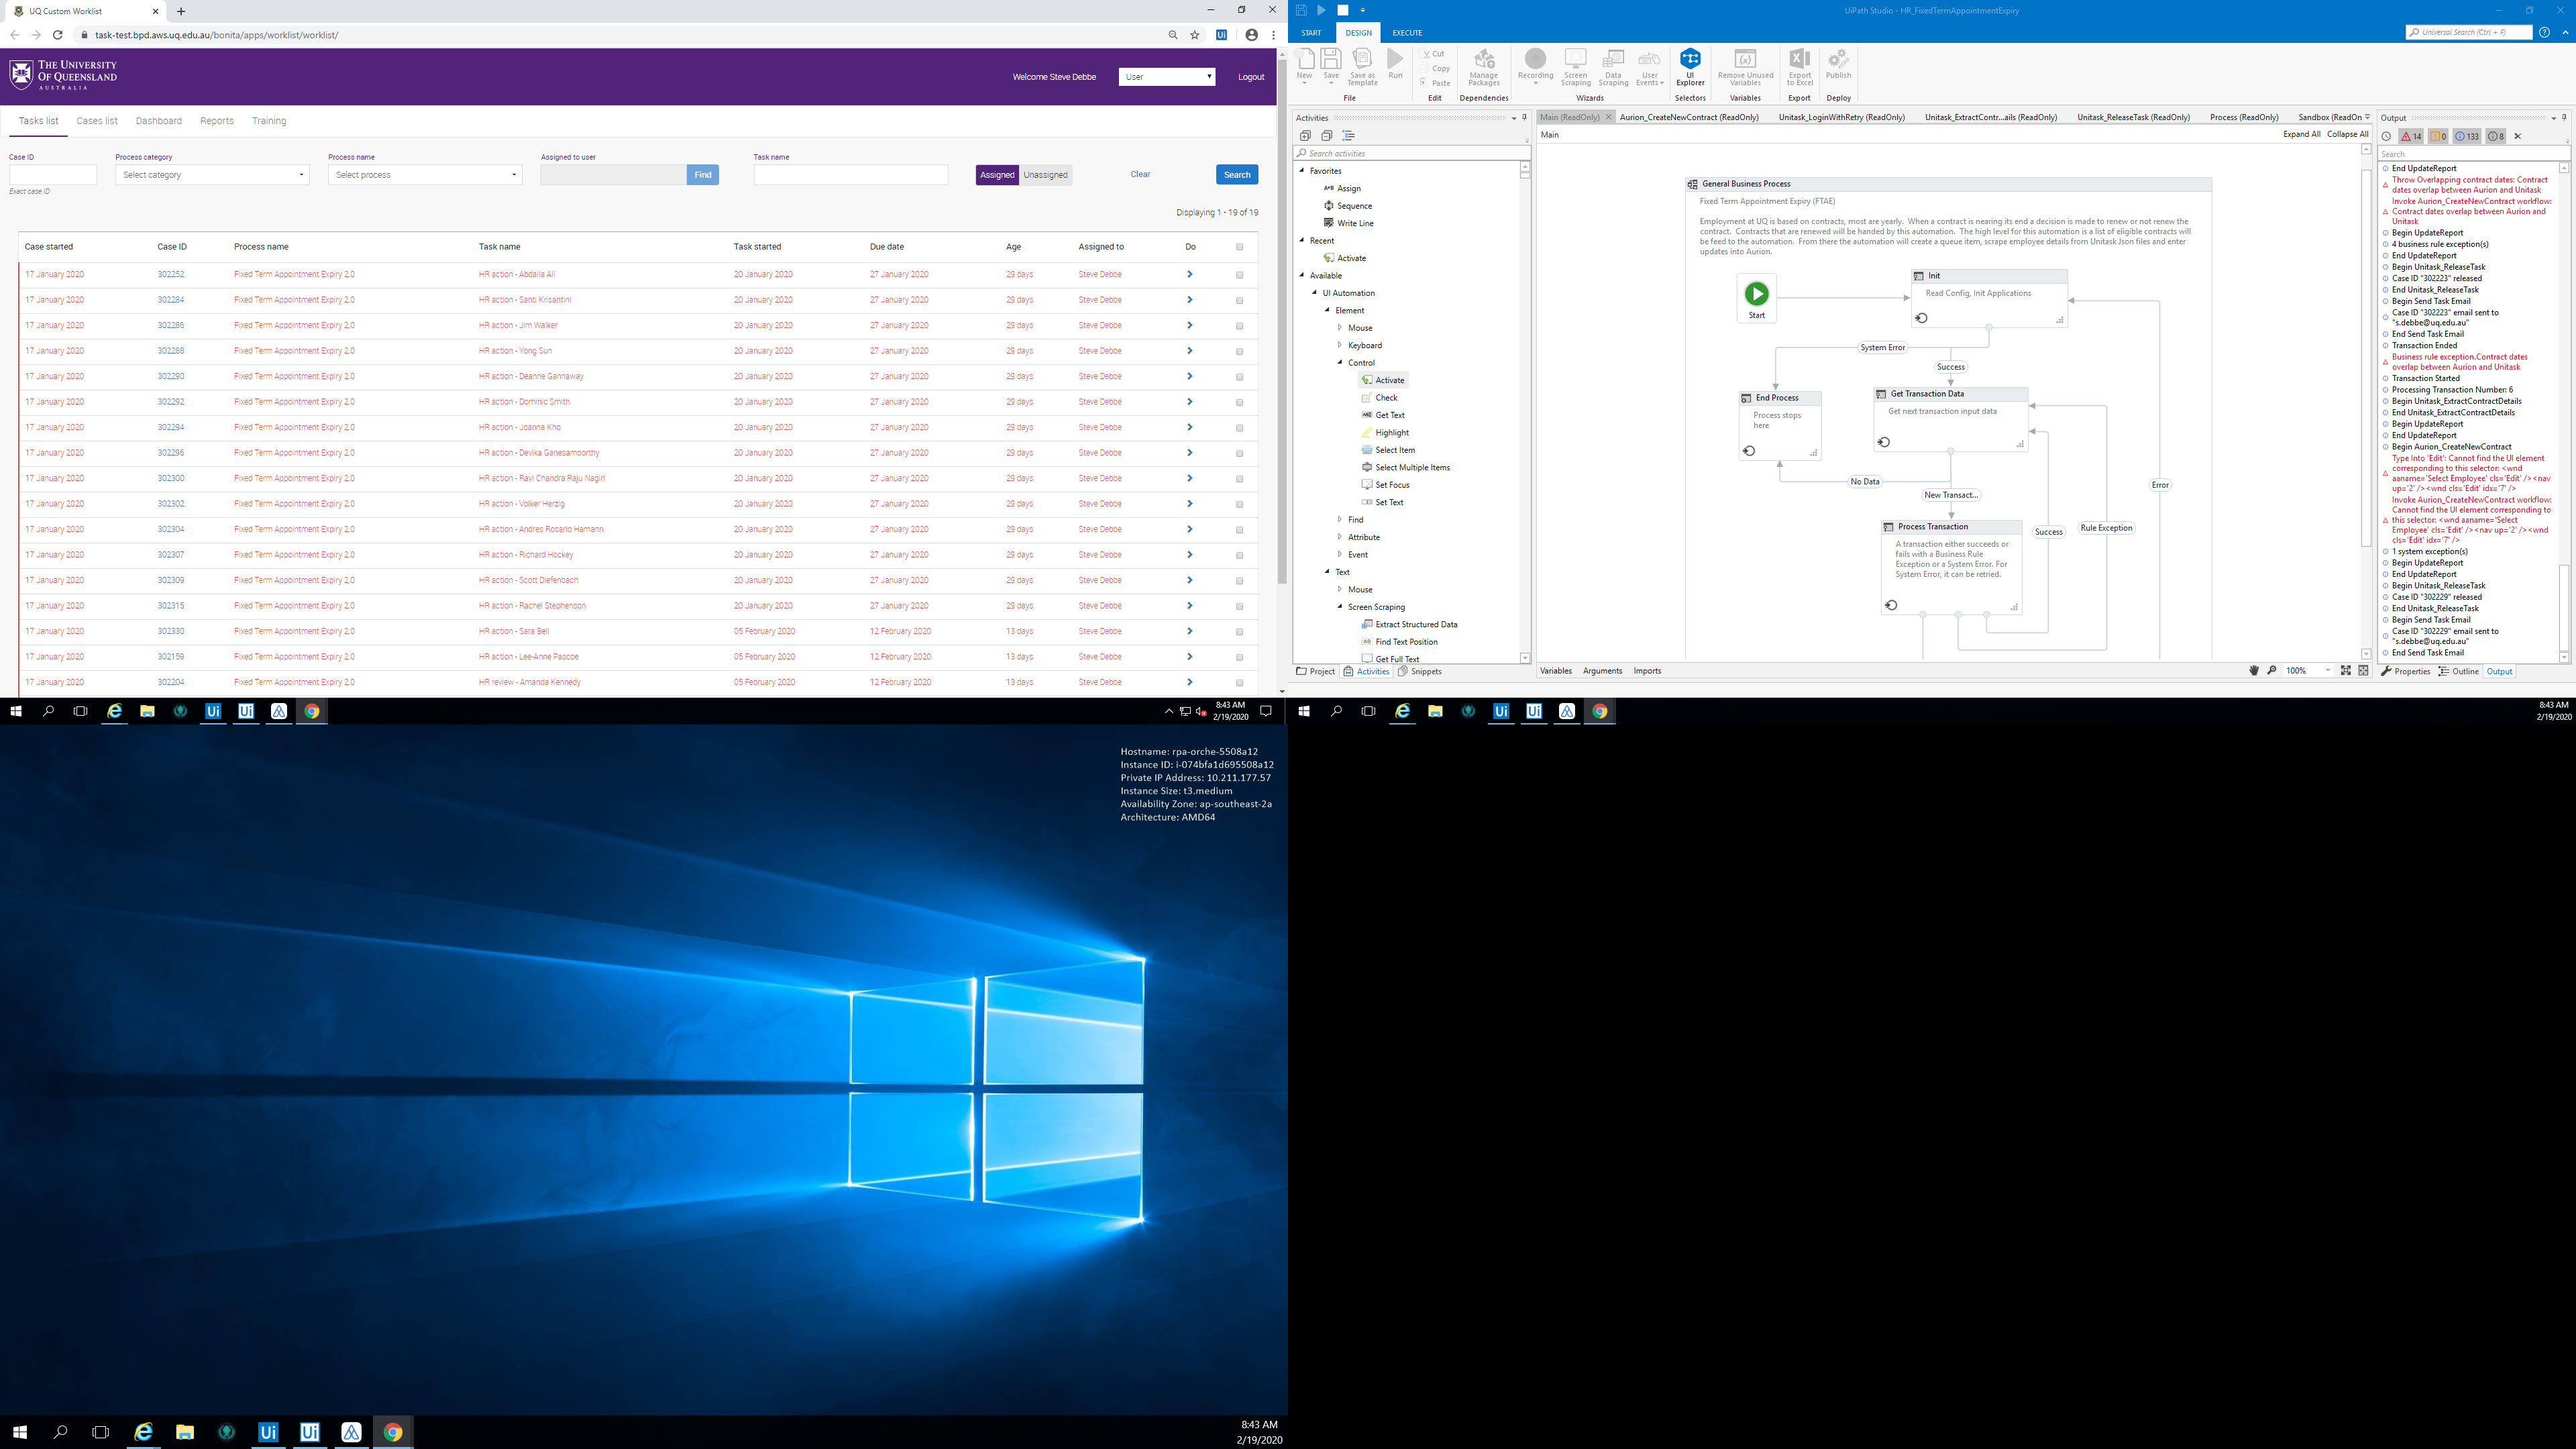 UQ Custom Worklist
task-test.bpd.aws.uq.edu.au/bonita/apps/worklist/worklist/
THE UNIVERSITY
OF QUEENSLAND
AUSTRALIA
Welcome Steve Debbe
User
Logout
Tasks list Cases list Dashboard Reports Training
Case ID Process category Process name Assigned to user Task name
Select category Select process Find Assigned Unassigned Clear Search
Exact case ID
Displaying 1 - 19 of 19
Case started Case ID Process name Task name Task started Due date Age Assigned to Do
17 January 2020 302252 Fixed Term Appointment Expiry 2.0 HR action - Abdalla Ali 20 January 2020 27 January 2020 29 days Steve Debbe
17 January 2020 302284 Fixed Term Appointment Expiry 2.0 HR action - Santi Krisantini 20 January 2020 27 January 2020 29 days Steve Debbe
17 January 2020 302286 Fixed Term Appointment Expiry 2.0 HR action - Jim Walker 20 January 2020 27 January 2020 29 days Steve Debbe
17 January 2020 302288 Fixed Term Appointment Expiry 2.0 HR action - Yong Sun 20 January 2020 27 January 2020 29 days Steve Debbe
17 January 2020 302290 Fixed Term Appointment Expiry 2.0 HR action - Deanne Gannaway 20 January 2020 27 January 2020 29 days Steve Debbe
17 January 2020 302292 Fixed Term Appointment Expiry 2.0 HR action - Dominic Smith 20 January 2020 27 January 2020 29 days Steve Debbe
17 January 2020 302294 Fixed Term Appointment Expiry 2.0 HR action - Joanna Kho 20 January 2020 27 January 2020 29 days Steve Debbe
17 January 2020 302296 Fixed Term Appointment Expiry 2.0 HR action - Devika Ganesamoorthy 20 January 2020 27 January 2020 29 days Steve Debbe
17 January 2020 302300 Fixed Term Appointment Expiry 2.0 HR action - Ravi Chandra Raju Nagiri 20 January 2020 27 January 2020 29 days Steve Debbe
17 January 2020 302302 Fixed Term Appointment Expiry 2.0 HR action - Volker Herzig 20 January 2020 27 January 2020 29 days Steve Debbe
17 January 2020 302304 Fixed Term Appointment Expiry 2.0 HR action - Andres Rosario Hamann 20 January 2020 27 January 2020 29 days Steve Debbe
17 January 2020 302307 Fixed Term Appointment Expiry 2.0 HR action - Richard Hockey 20 January 2020 27 January 2020 29 days Steve Debbe
17 January 2020 302309 Fixed Term Appointment Expiry 2.0 HR action - Scott Diefenbach 20 January 2020 27 January 2020 29 days Steve Debbe
17 January 2020 302315 Fixed Term Appointment Expiry 2.0 HR action - Rachel Stephenson 20 January 2020 27 January 2020 29 days Steve Debbe
17 January 2020 302330 Fixed Term Appointment Expiry 2.0 HR action - Sara Bell 05 February 2020 12 February 2020 13 days Steve Debbe
17 January 2020 302159 Fixed Term Appointment Expiry 2.0 HR action - Lee-Anne Pascoe 05 February 2020 12 February 2020 13 days Steve Debbe
17 January 2020 302204 Fixed Term Appointment Expiry 2.0 HR review - Amanda Kennedy 05 February 2020 12 February 2020 13 days Steve Debbe
8:43 AM
2/19/2020
UiPath Studio - HR_FixedTermAppointmentExpiry
START DESIGN EXECUTE
Universal Search (Ctrl + F)
New Save Save as Template Run Cut Copy Paste Manage Packages Recording Screen Scraping Data Scraping User Events UI Explorer Remove Unused Variables Export to Excel Publish
File Edit Dependencies Wizards Selectors Variables Export Deploy
Activities
Search activities
Favorites
Assign
Sequence
Write Line
Recent
Activate
Available
UI Automation
Element
Mouse
Keyboard
Control
Activate
Check
Get Text
Highlight
Select Item
Select Multiple Items
Set Focus
Set Text
Find
Attribute
Event
Text
Mouse
Screen Scraping
Extract Structured Data
Find Text Position
Get Full Text
Project Activities Snippets
Main (ReadOnly) Aurion_CreateNewContract (ReadOnly) Unitask_LoginWithRetry (ReadOnly) Unitask_ExtractContr...ails (ReadOnly) Unitask_ReleaseTask (ReadOnly) Process (ReadOnly) Sandbox (ReadOn
Main Expand All Collapse All
General Business Process
Fixed Term Appointment Expiry (FTAE)
Employment at UQ is based on contracts, most are yearly. When a contract is nearing its end a decision is made to renew or not renew the
contract. Contracts that are renewed will be handed by this automation. The high level for this automation is a list of eligible contracts will
be feed to the automation. From there the automation will create a queue item, scrape employee details from Unitask Json files and enter
updates into Aurion.
Start
Init
Read Config, Init Applications
System Error
Success
End Process
Process stops
here
Get Transaction Data
Get next transaction input data
No Data
New Transact...
Error
Process Transaction
A transaction either succeeds or
fails with a Business Rule
Exception or a System Error. For
System Error, it can be retried.
Success
Rule Exception
Variables Arguments Imports
100%
Output
14 0 133 8
Search
End UpdateReport
Throw Overlapping contract dates: Contract
dates overlap between Aurion and Unitask
Invoke Aurion_CreateNewContract workflow:
Contract dates overlap between Aurion and
Unitask
Begin UpdateReport
4 business rule exception(s)
End UpdateReport
Begin Unitask_ReleaseTask
Case ID "302223" released
End Unitask_ReleaseTask
Begin Send Task Email
Case ID "302223" email sent to
"s.debbe@uq.edu.au"
End Send Task Email
Transaction Ended
Business rule exception.Contract dates
overlap between Aurion and Unitask
Transaction Started
Processing Transaction Number: 6
Begin Unitask_ExtractContractDetails
End Unitask_ExtractContractDetails
Begin UpdateReport
End UpdateReport
Begin Aurion_CreateNewContract
Type Into 'Edit': Cannot find the UI element
corresponding to this selector: <wnd
aaname='Select Employee' cls='Edit' /><nav
up='2' /><wnd cls='Edit' idx='7' />
Invoke Aurion_CreateNewContract workflow:
Cannot find the UI element corresponding to
this selector: <wnd aaname='Select
Employee' cls='Edit' /><nav up='2' /><wnd
cls='Edit' idx='7' />
1 system exception(s)
Begin UpdateReport
End UpdateReport
Begin Unitask_ReleaseTask
Case ID "302229" released
End Unitask_ReleaseTask
Begin Send Task Email
Case ID "302229" email sent to
"s.debbe@uq.edu.au"
End Send Task Email
Properties Outline Output
8:43 AM
2/19/2020
Hostname: rpa-orche-5508a12
Instance ID: i-074bfa1d695508a12
Private IP Address: 10.211.177.57
Instance Size: t3.medium
Availability Zone: ap-southeast-2a
Architecture: AMD64
8:43 AM
2/19/2020